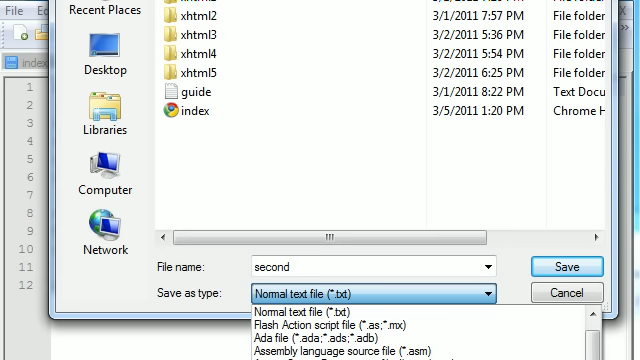 File
Recent Places
X
xhtml2 3/1/2011 7:57 PM File folder
xhtml3 3/2/2011 5:36 PM File folder
Desktop
xhtml4 3/2/2011 5:54 PM File folder
xhtml5 3/2/2011 6:25 PM File folder
index
guide 3/1/2011 8:22 PM Text Docu
index 3/5/2011 1:20 PM Chrome H
Libraries
Computer
Network
1
2
3
4
5
6
7
8
9
10
11
12
File name: second Save
Save as type: Normal text file (*.txt) Cancel
Normal text file (*.txt)
Flash Action script file (*.as;*.mx)
Ada file (*.ada;*.ads;*.adb)
Assembly language source file (*.asm)